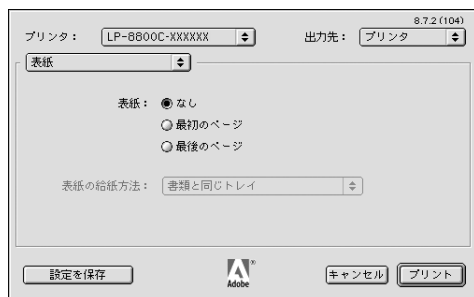 8.7.2 (104)
プリンタ： LP-8800C-XXXXXX 出力先： プリンタ
表紙
表紙： なし
最初のページ
最後のページ
表紙の給紙方法： 書類と同じトレイ
設定を保存 Adobe ® キャンセル プリント